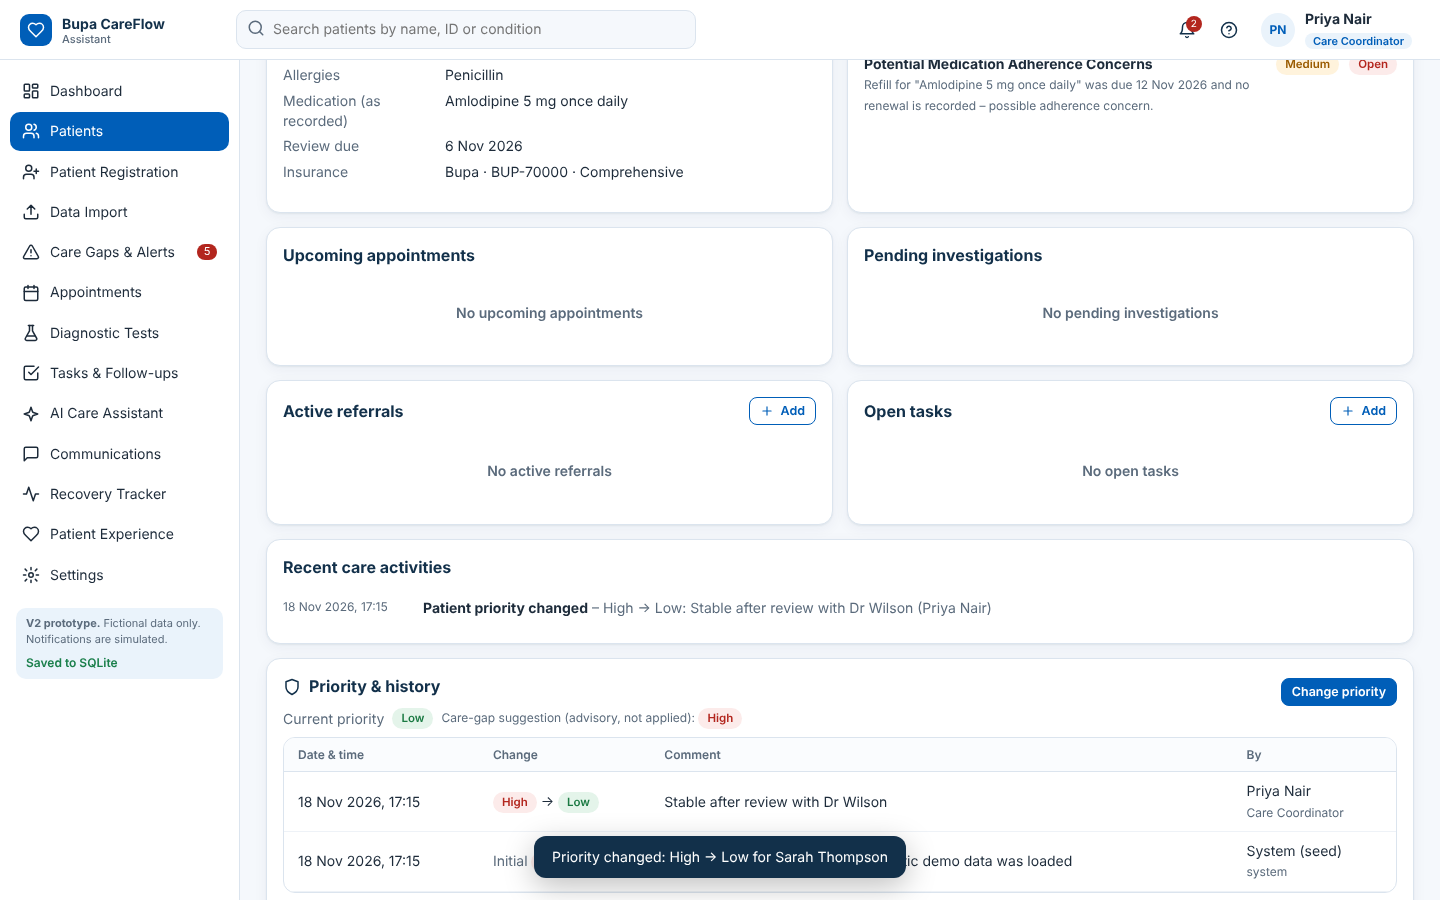 Bupa CareFlow
Assistant
Search patients by name, ID or condition
2
PN
Priya Nair
Care Coordinator
Dashboard
Patients
Patient Registration
Data Import
Care Gaps & Alerts
5
Appointments
Diagnostic Tests
Tasks & Follow-ups
AI Care Assistant
Communications
Recovery Tracker
Patient Experience
Settings
V2 prototype. Fictional data only.
Notifications are simulated.
Saved to SQLite
Allergies
Penicillin
Medication (as
recorded)
Amlodipine 5 mg once daily
Review due
6 Nov 2026
Insurance
Bupa · BUP-70000 · Comprehensive
Potential Medication Adherence Concerns
Medium
Open
Refill for "Amlodipine 5 mg once daily" was due 12 Nov 2026 and no
renewal is recorded – possible adherence concern.
Upcoming appointments
No upcoming appointments
Pending investigations
No pending investigations
Active referrals
Add
No active referrals
Open tasks
Add
No open tasks
Recent care activities
18 Nov 2026, 17:15
Patient priority changed – High → Low: Stable after review with Dr Wilson (Priya Nair)
Priority & history
Change priority
Current priority Low Care-gap suggestion (advisory, not applied): High
Date & time Change Comment By
18 Nov 2026, 17:15 High → Low Stable after review with Dr Wilson Priya Nair
Care Coordinator
18 Nov 2026, 17:15 Initial tic demo data was loaded System (seed)
system
Priority changed: High → Low for Sarah Thompson